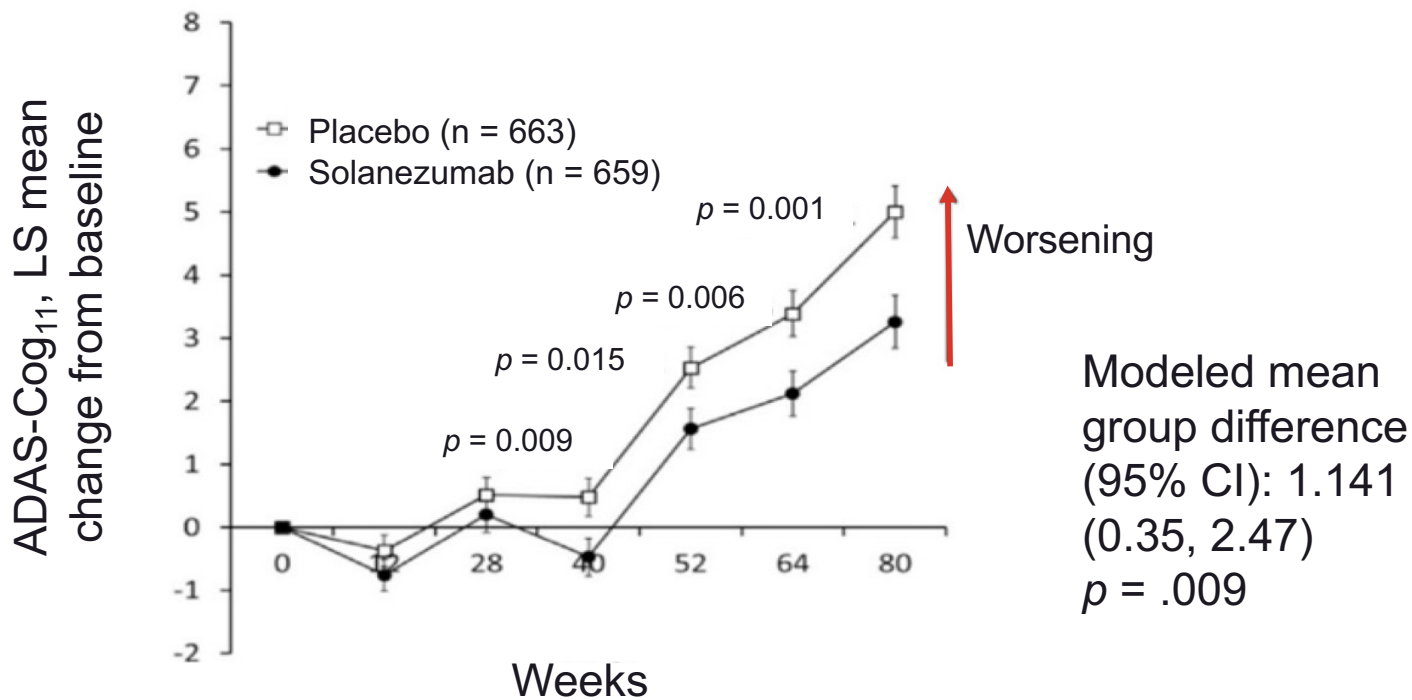 8
7
6
5
4
3
2
1
0
-1
-2
ADAS-Cog₁₁, LS mean
change from baseline
Placebo (n = 663)
Solanezumab (n = 659)
p = 0.001
p = 0.006
p = 0.015
p = 0.009
Worsening
Modeled mean
group difference
(95% CI): 1.141
(0.35, 2.47)
p = .009
0 12 28 40 52 64 80
Weeks